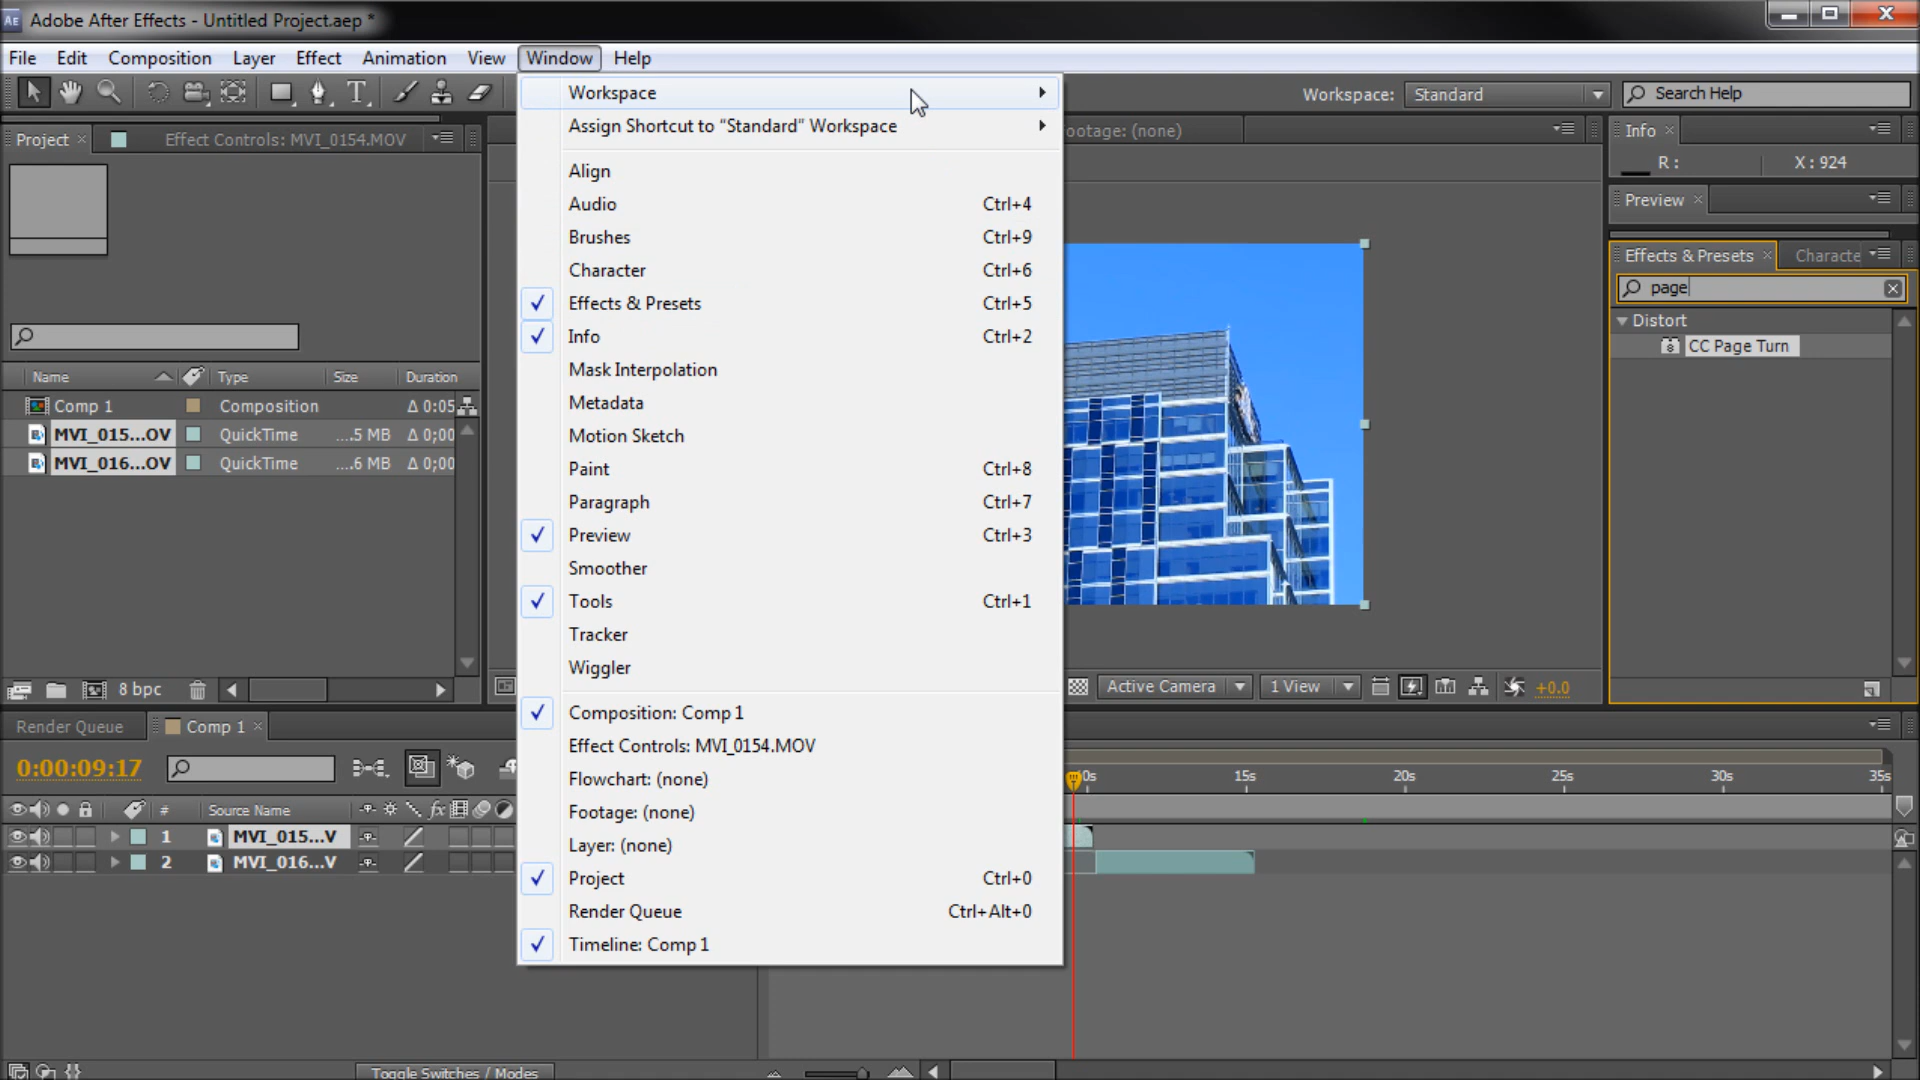 AE Adobe After Effects - Untitled Project.aep *
File Edit Composition Layer Effect Animation View Window Help
Workspace: Standard Search Help
Project × Effect Controls: MVI_0154.MOV
Name Type Size Duration
Comp 1 Composition Δ 0:05
MVI_015...OV QuickTime ....5 MB Δ 0;00
MVI_016...OV QuickTime ....6 MB Δ 0;00
8 bpc
Workspace
Assign Shortcut to “Standard” Workspace
Align
Audio Ctrl+4
Brushes Ctrl+9
Character Ctrl+6
Effects & Presets Ctrl+5
Info Ctrl+2
Mask Interpolation
Metadata
Motion Sketch
Paint Ctrl+8
Paragraph Ctrl+7
Preview Ctrl+3
Smoother
Tools Ctrl+1
Tracker
Wiggler
Composition: Comp 1
Effect Controls: MVI_0154.MOV
Flowchart: (none)
Footage: (none)
Layer: (none)
Project Ctrl+0
Render Queue Ctrl+Alt+0
Timeline: Comp 1
ootage: (none)
Active Camera 1 View +0.0
Info ×
R : X : 924
Preview ×
Effects & Presets × Characte
page
Distort
CC Page Turn
Render Queue Comp 1 ×
0:00:09:17
# Source Name fx
1 MVI_015...V
2 MVI_016...V
0s 15s 20s 25s 30s 35s
Toggle Switches / Modes